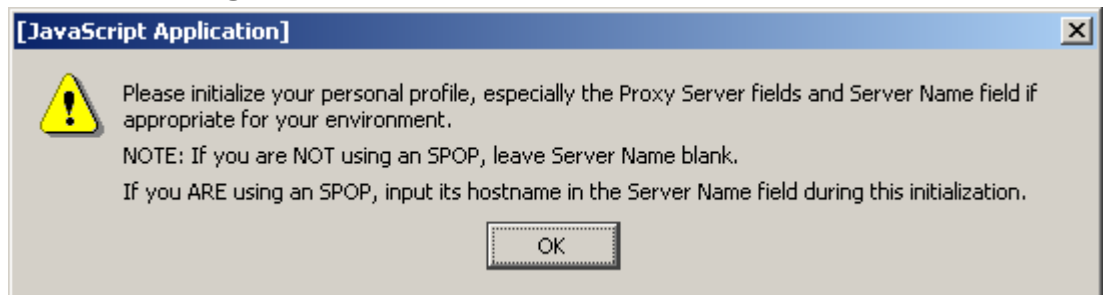 [JavaScript Application]
Please initialize your personal profile, especially the Proxy Server fields and Server Name field if
appropriate for your environment.
NOTE: If you are NOT using an SPOP, leave Server Name blank.
If you ARE using an SPOP, input its hostname in the Server Name field during this initialization.
OK